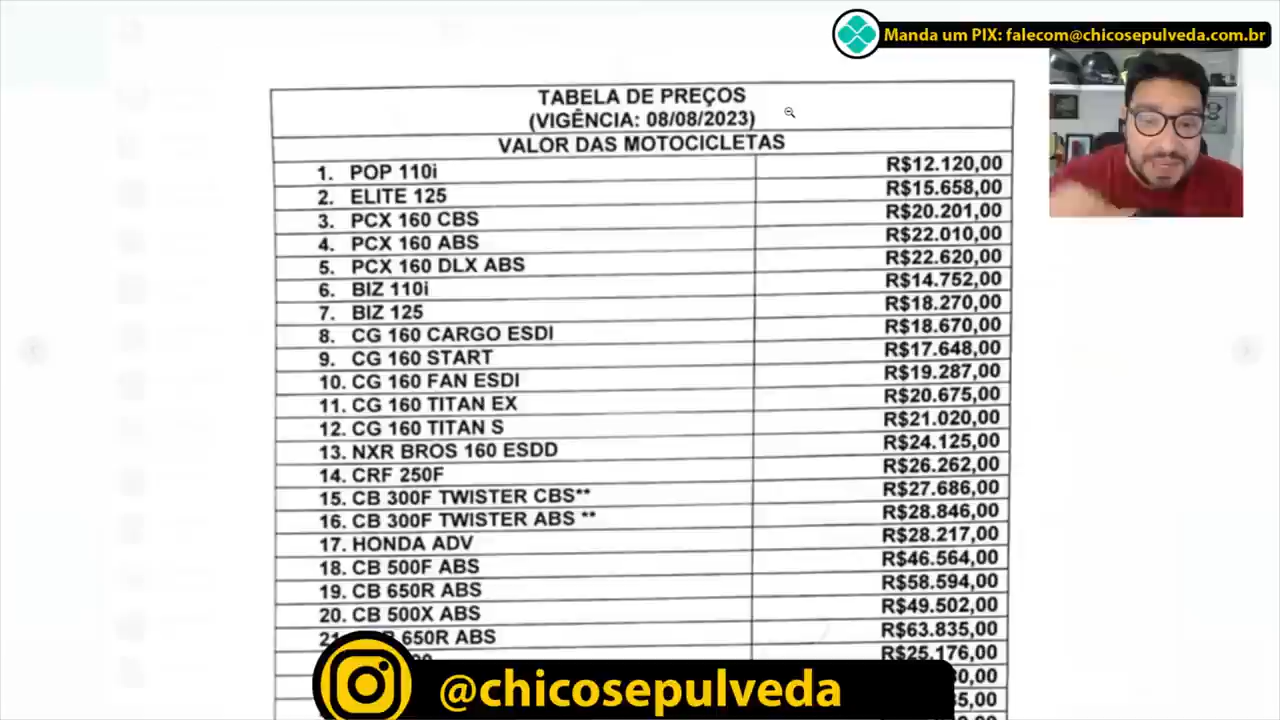 Manda um PIX: falecom@chicosepulveda.com.br
TABELA DE PREÇOS
(VIGÊNCIA: 08/08/2023)
VALOR DAS MOTOCICLETAS
1. POP 110i R$12.120,00
2. ELITE 125 R$15.658,00
3. PCX 160 CBS R$20.201,00
4. PCX 160 ABS R$22.010,00
5. PCX 160 DLX ABS R$22.620,00
6. BIZ 110i R$14.752,00
7. BIZ 125 R$18.270,00
8. CG 160 CARGO ESDI R$18.670,00
9. CG 160 START R$17.648,00
10. CG 160 FAN ESDI R$19.287,00
11. CG 160 TITAN EX R$20.675,00
12. CG 160 TITAN S R$21.020,00
13. NXR BROS 160 ESDD R$24.125,00
14. CRF 250F R$26.262,00
15. CB 300F TWISTER CBS** R$27.686,00
16. CB 300F TWISTER ABS ** R$28.846,00
17. HONDA ADV R$28.217,00
18. CB 500F ABS R$46.564,00
19. CB 650R ABS R$58.594,00
20. CB 500X ABS R$49.502,00
21. 650R ABS R$63.835,00
R$25.176,00
@chicosepulveda